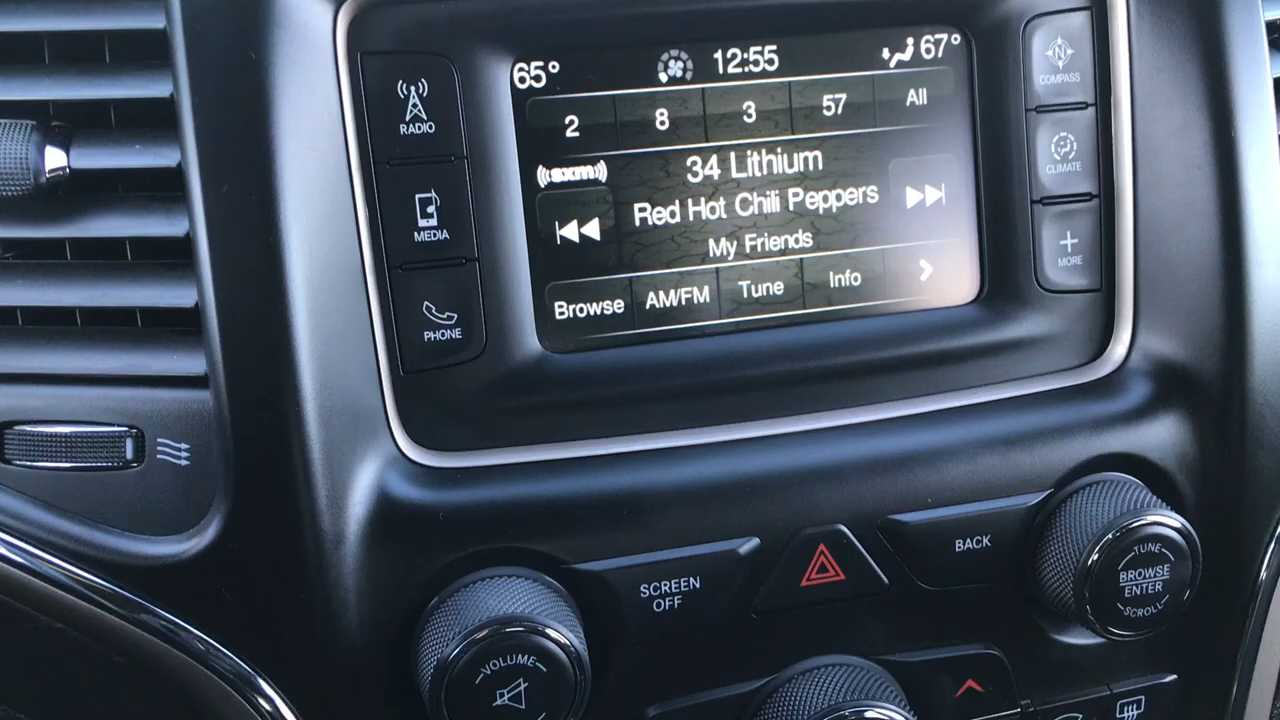 65° 12:55 67°
2 8 3 57 All
((sxm))
34 Lithium
Red Hot Chili Peppers
My Friends
Browse AM/FM Tune Info
RADIO
MEDIA
PHONE
N
COMPASS
CLIMATE
MORE
SCREEN
OFF
BACK
TUNE
BROWSE
ENTER
SCROLL
VOLUME